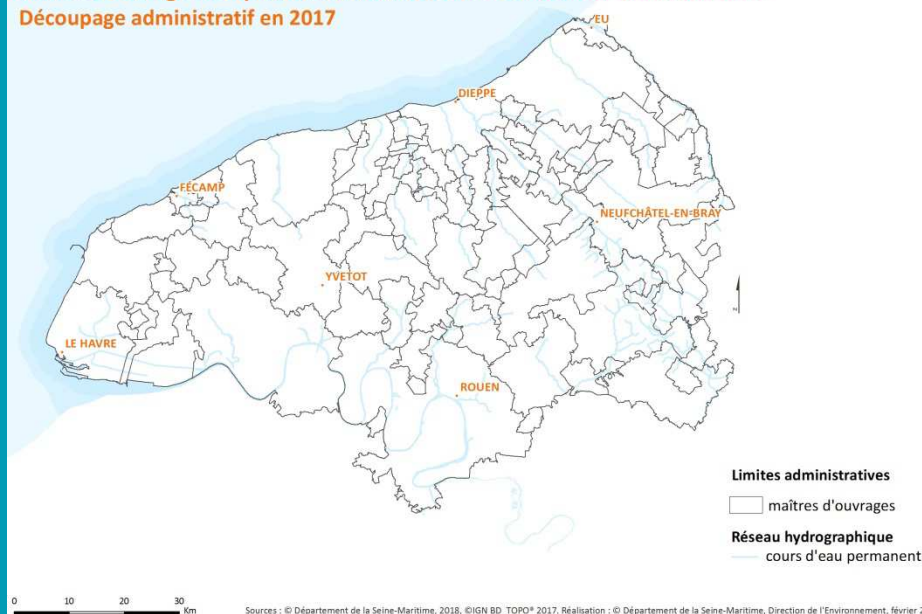 Découpage administratif en 2017
EU
DIEPPE
FÉCAMP
NEUFCHÂTEL-EN-BRAY
YVETOT
LE HAVRE
ROUEN
Limites administratives
maîtres d'ouvrages
Réseau hydrographique
cours d'eau permanent
0 10 20 30
Km
Sources : © Département de la Seine-Maritime, 2018, ©IGN BD_TOPO® 2017. Réalisation : © Département de la Seine-Maritime, Direction de l'Environnement, février